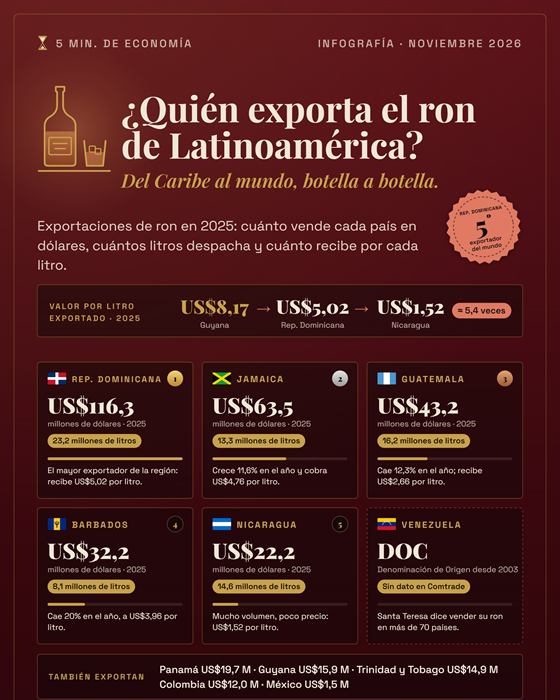 5 MIN. DE ECONOMÍA
INFOGRAFÍA · NOVIEMBRE 2026
¿Quién exporta el ron
de Latinoamérica?
Del Caribe al mundo, botella a botella.
REP. DOMINICANA
5°
exportador
del mundo
Exportaciones de ron en 2025: cuánto vende cada país en
dólares, cuántos litros despacha y cuánto recibe por cada
litro.
VALOR POR LITRO
EXPORTADO · 2025
US$8,17 → US$5,02 → US$1,52 ≈ 5,4 veces
Guyana Rep. Dominicana Nicaragua
REP. DOMINICANA 1
US$116,3
millones de dólares · 2025
23,2 millones de litros
El mayor exportador de la región:
recibe US$5,02 por litro.
JAMAICA 2
US$63,5
millones de dólares · 2025
13,3 millones de litros
Crece 11,6% en el año y cobra
US$4,76 por litro.
GUATEMALA 3
US$43,2
millones de dólares · 2025
16,2 millones de litros
Cae 12,3% en el año; recibe
US$2,66 por litro.
BARBADOS 4
US$32,2
millones de dólares · 2025
8,1 millones de litros
Cae 20% en el año, a US$3,96 por
litro.
NICARAGUA 5
US$22,2
millones de dólares · 2025
14,6 millones de litros
Mucho volumen, poco precio:
US$1,52 por litro.
VENEZUELA
DOC
Denominación de Origen desde 2003
Sin dato en Comtrade
Santa Teresa dice vender su ron
en más de 70 países.
TAMBIÉN EXPORTAN
Panamá US$19,7 M · Guyana US$15,9 M · Trinidad y Tobago US$14,9 M
Colombia US$12,0 M · México US$1,5 M